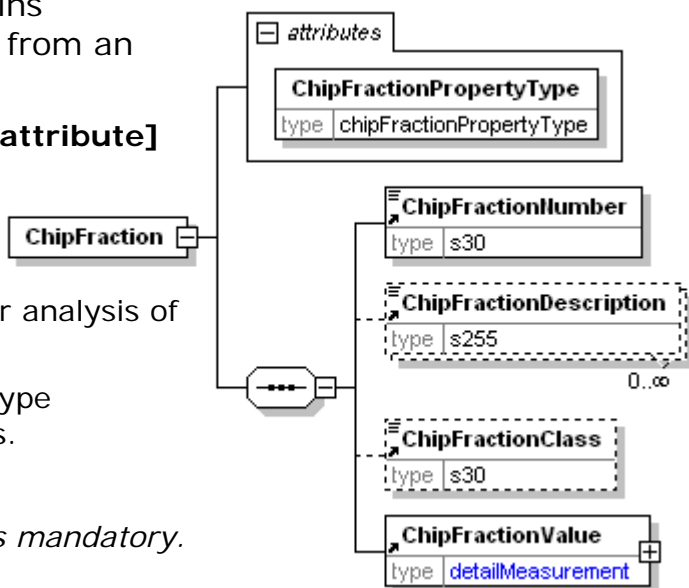 ins
from an
attribute]
r analysis of
ype
s.
s mandatory.
attributes
ChipFractionPropertyType
type chipFractionPropertyType
ChipFraction
ChipFractionNumber
type s30
ChipFractionDescription
type s255
0..∞
ChipFractionClass
type s30
ChipFractionValue
type detailMeasurement